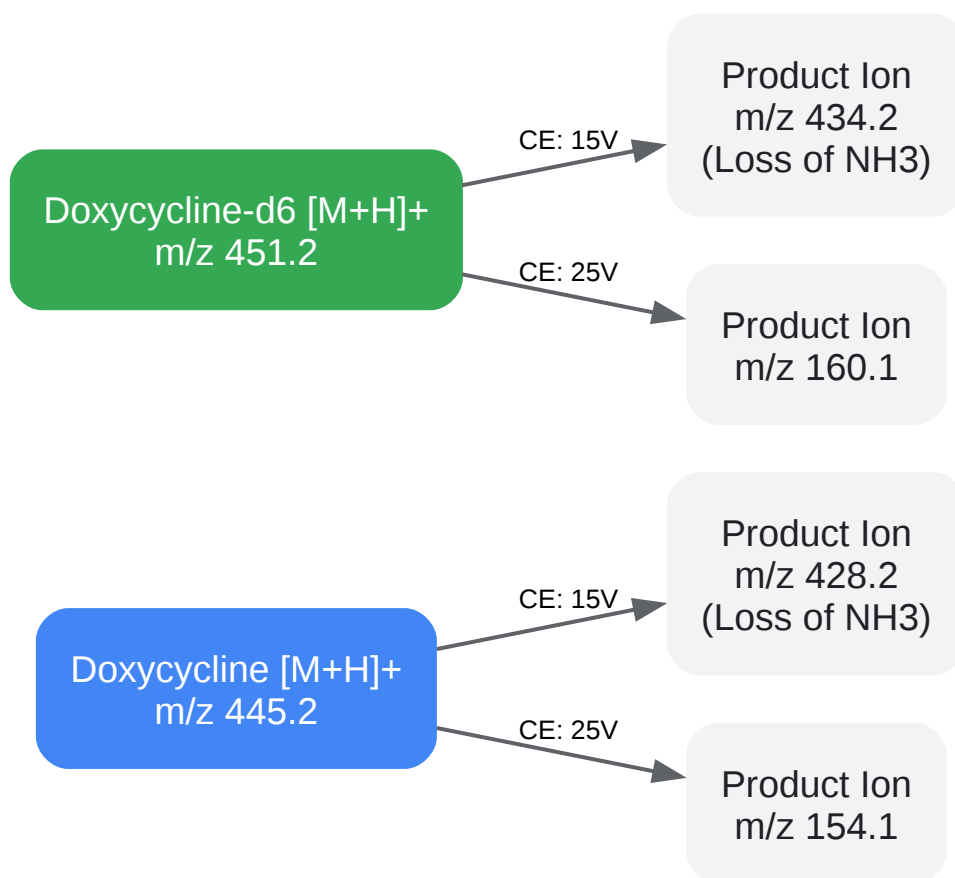 Product Ion
m/z 434.2
(Loss of NH3)
CE: 15V
Doxycycline-d6 [M+H]+
m/z 451.2
CE: 25V
Product Ion
m/z 160.1
Product Ion
m/z 428.2
(Loss of NH3)
CE: 15V
Doxycycline [M+H]+
m/z 445.2
CE: 25V
Product Ion
m/z 154.1